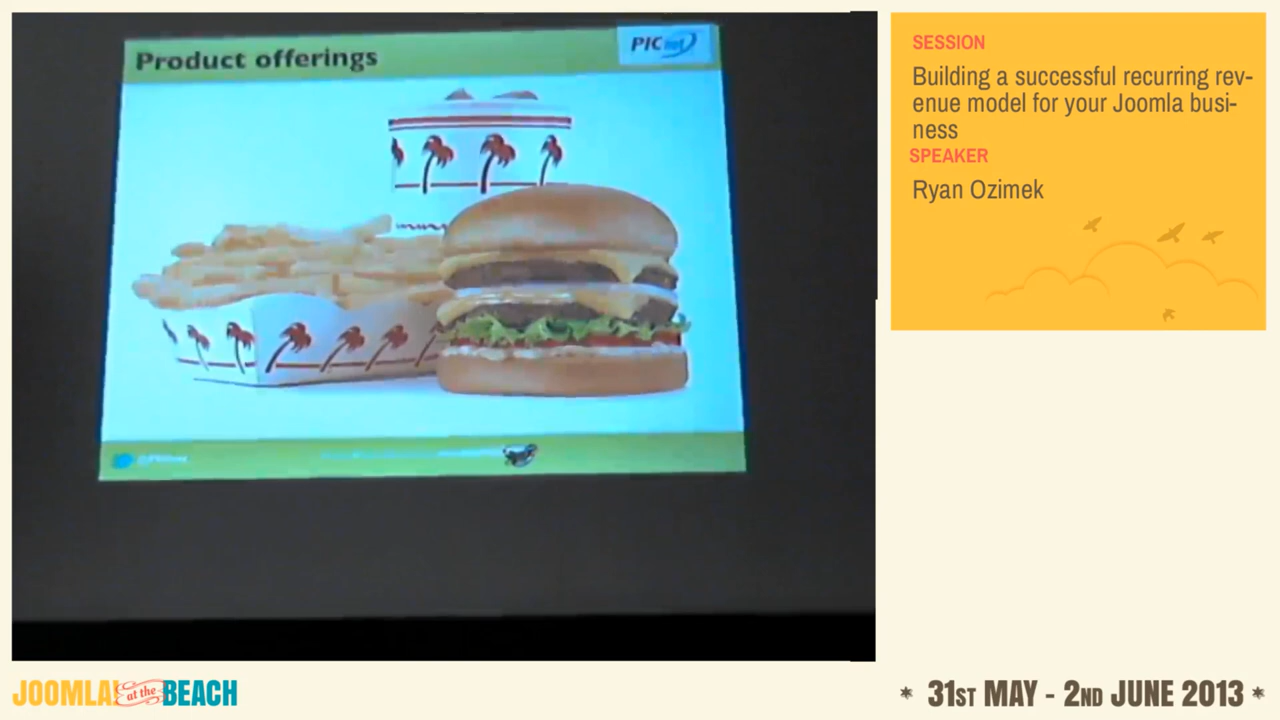 Product offerings
PICnet
SESSION
Building a successful recurring rev-
enue model for your Joomla busi-
ness
SPEAKER
Ryan Ozimek
JOOMLA! at the BEACH
* 31ST MAY - 2ND JUNE 2013 *